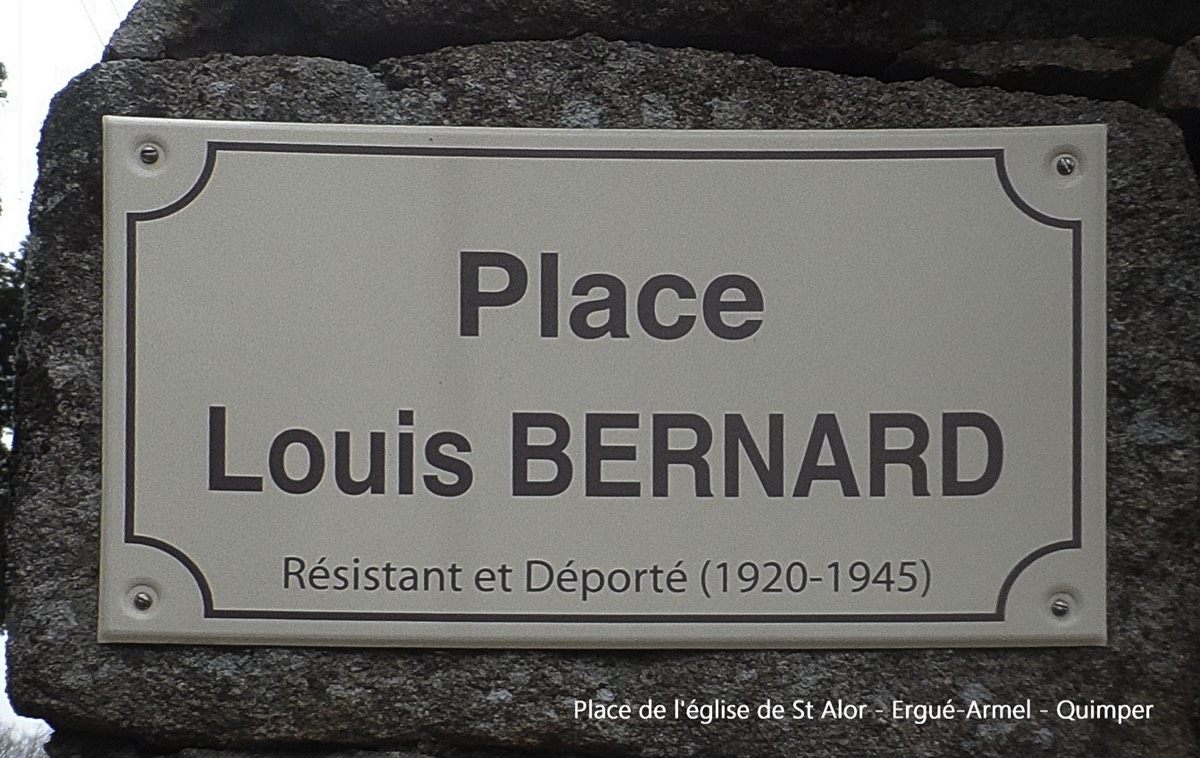 Place
Louis BERNARD
Résistant et Déporté (1920-1945)
Place de l'église de St Alor - Ergué-Armel - Quimper